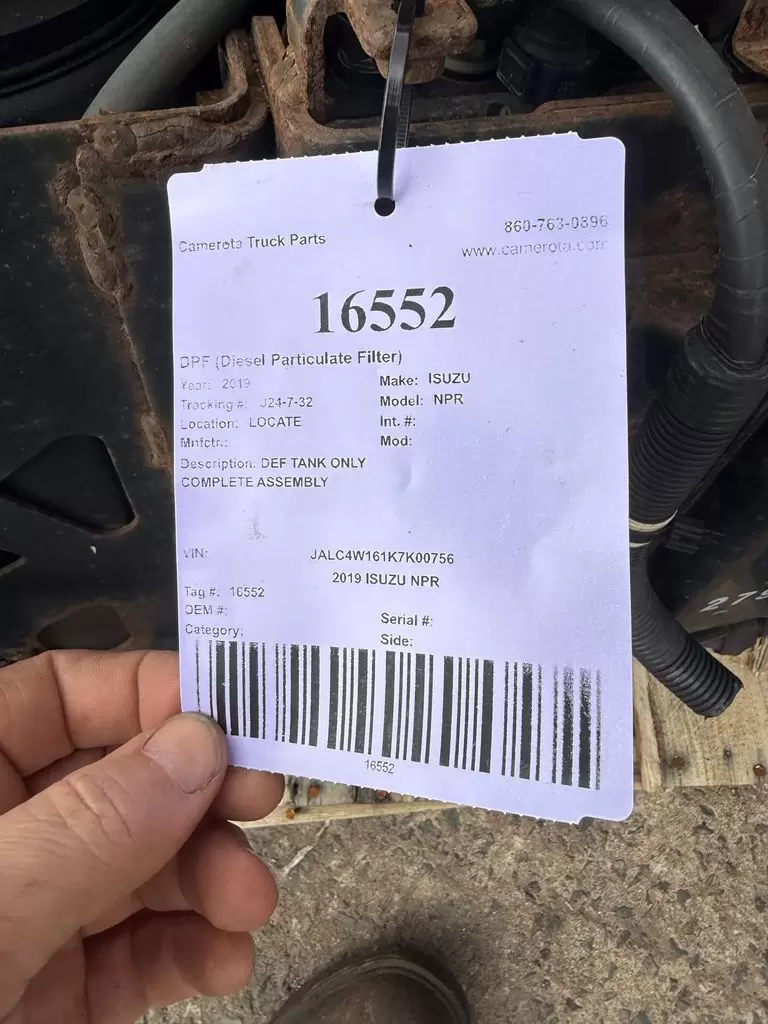 Camerota Truck Parts
860-763-0896
www.camerota.com
16552
DPF (Diesel Particulate Filter)
Year: 2019
Make: ISUZU
Tracking #: J24-7-32
Model: NPR
Location: LOCATE
Int. #:
Mnfctr.:
Mod:
Description: DEF TANK ONLY
COMPLETE ASSEMBLY
VIN: JALC4W161K7K00756
2019 ISUZU NPR
Tag #: 16552
OEM #:
Serial #:
Category:
Side:
16552